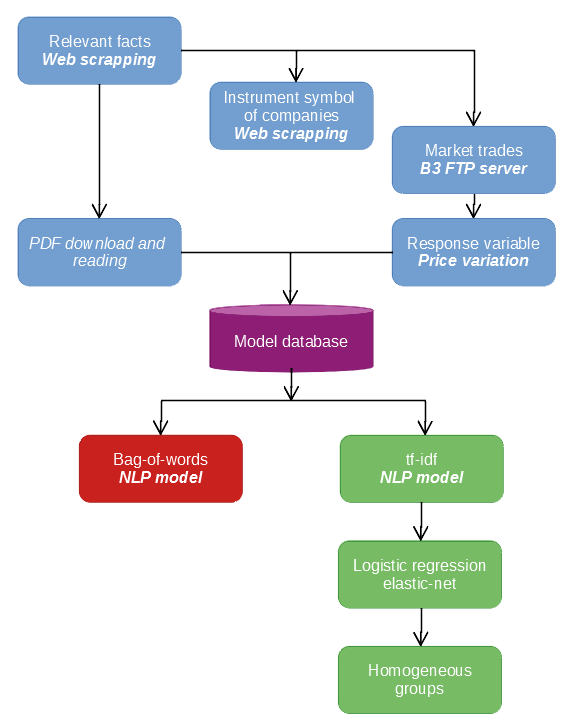 Relevant facts
Web scrapping
Instrument symbol
of companies
Web scrapping
Market trades
B3 FTP server
PDF download and
reading
Response variable
Price variation
Model database
Bag-of-words
NLP model
tf-idf
NLP model
Logistic regression
elastic-net
Homogeneous
groups